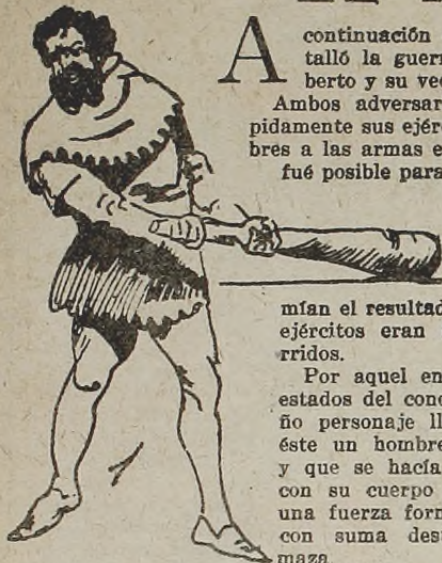 A continuación
talló la guerr
berto y su vec
Ambos adversar
pidamente sus ejérc
bres a las armas e
fué posible para
mían el resultad
ejércitos eran
rridos.
Por aquel en
estados del conc
ño personaje ll
éste un hombre
y que se hacía
con su cuerpo
una fuerza form
con suma dest
maza